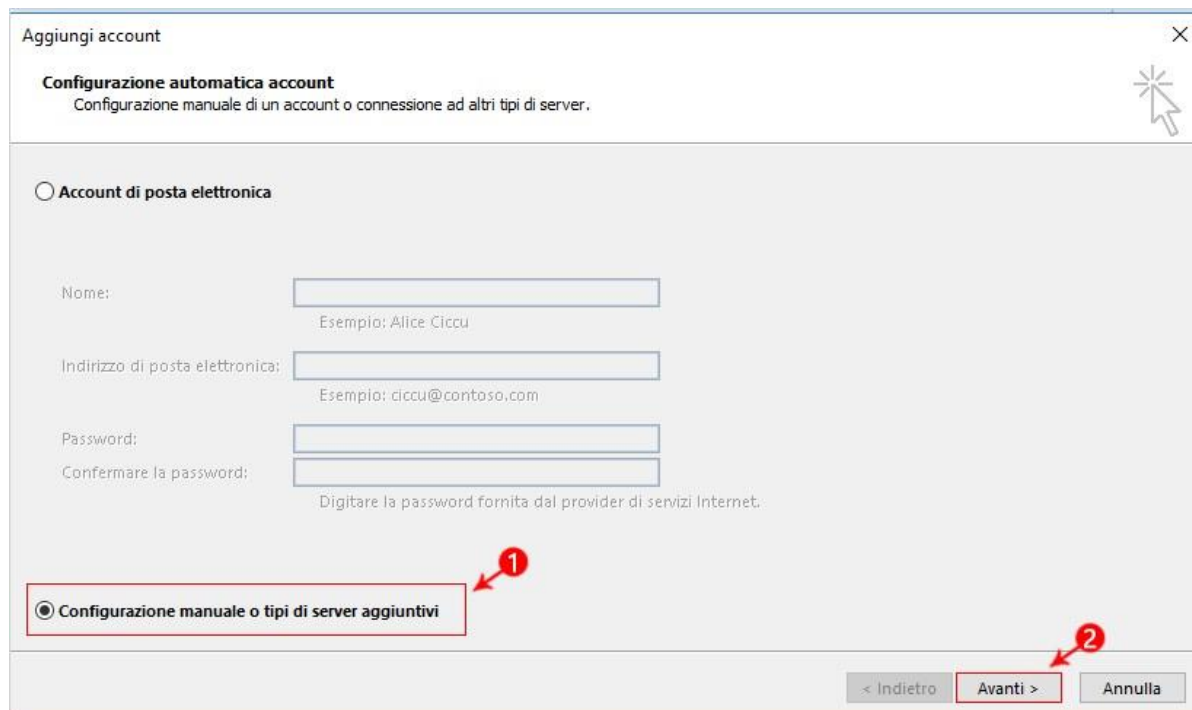 Aggiungi account
Configurazione automatica account
Configurazione manuale di un account o connessione ad altri tipi di server.
Account di posta elettronica
Nome:
Esempio: Alice Ciccu
Indirizzo di posta elettronica:
Esempio: ciccu@contoso.com
Password:
Confermare la password:
Digitare la password fornita dal provider di servizi Internet.
1
Configurazione manuale o tipi di server aggiuntivi
2
< Indietro Avanti > Annulla